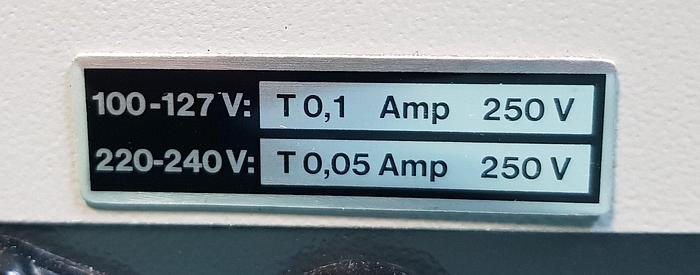 100-127 V: T 0,1 Amp 250 V
220-240 V: T 0,05 Amp 250 V